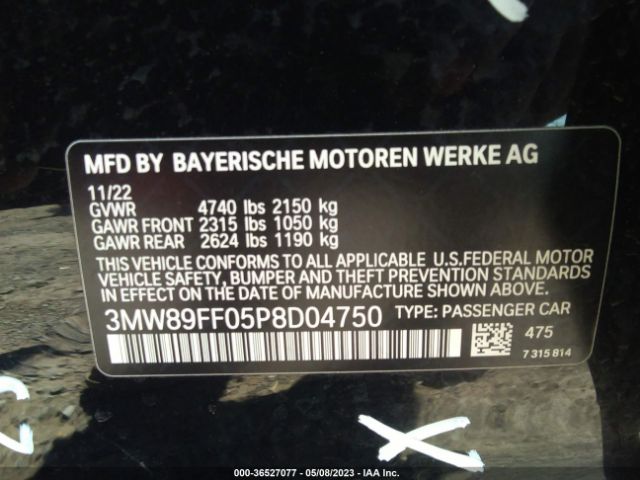 MFD BY BAYERISCHE MOTOREN WERKE AG
11/22
GVWR 4740 lbs 2150 kg
GAWR FRONT 2315 lbs 1050 kg
GAWR REAR 2624 lbs 1190 kg
THIS VEHICLE CONFORMS TO ALL APPLICABLE U.S.FEDERAL MOTOR
VEHICLE SAFETY, BUMPER AND THEFT PREVENTION STANDARDS
IN EFFECT ON THE DATE OF MANUFACTURE SHOWN ABOVE.
3MW89FF05P8D04750 TYPE: PASSENGER CAR
475
7 315 814
000-36527077 - 05/08/2023 - IAA Inc.